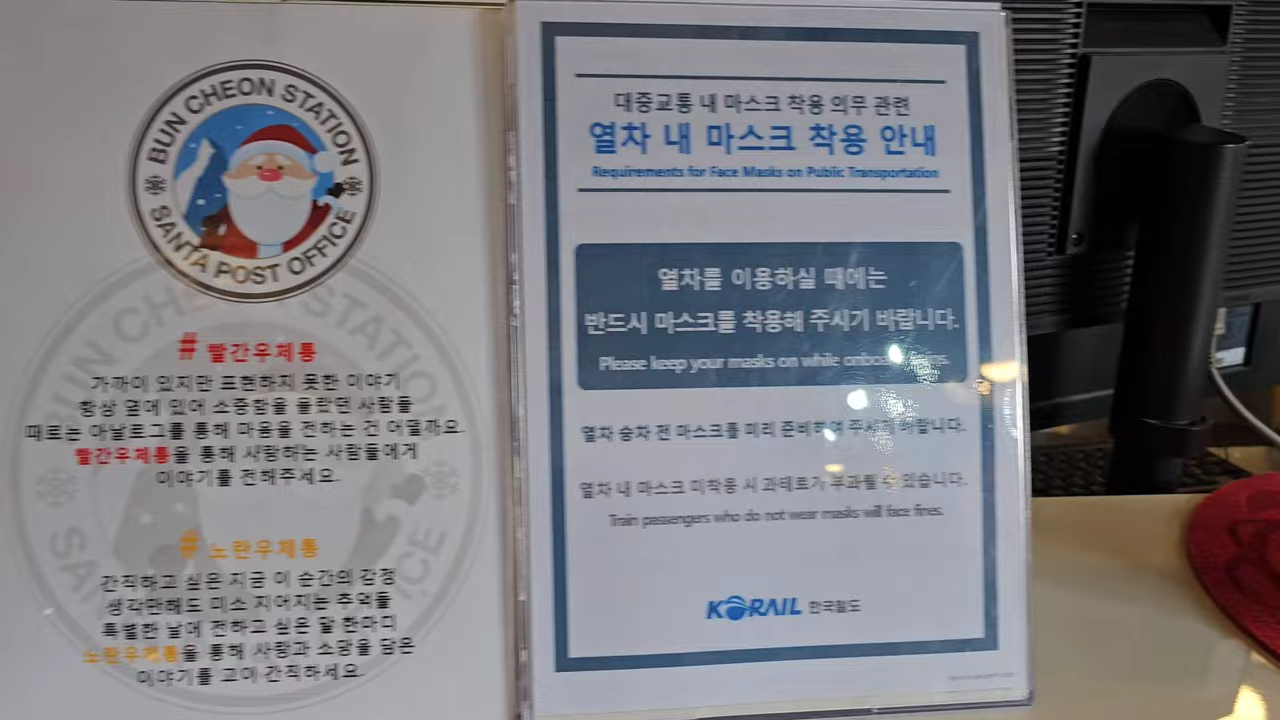 BUN CHEON STATION
SANTA POST OFFICE
# 빨간우체통
가까이 있지만 표현하지 못한 이야기
항상 옆에 있어 소중함을 몰랐던 사람들
때로는 아날로그를 통해 마음을 전하는 건 어떨까요.
빨간우체통을 통해 사랑하는 사람들에게
이야기를 전해주세요.
# 노란우체통
간직하고 싶은 지금 이 순간의 감정
생각만해도 미소 지어지는 추억들
특별한 날에 전하고 싶은 말 한마디
노란우체통을 통해 사랑과 소망을 담은
이야기를 고이 간직하세요.
대중교통 내 마스크 착용 의무 관련
열차 내 마스크 착용 안내
Requirements for Face Masks on Public Transportation
열차를 이용하실 때에는
반드시 마스크를 착용해 주시기 바랍니다.
Please keep your masks on while onboard
열차 승차 전 마스크를 미리 준비하여 주시기 바랍니다.
열차 내 마스크 미착용 시 과태료가 부과될 수 있습니다.
Train passengers who do not wear masks will face fines.
KORAIL 한국철도